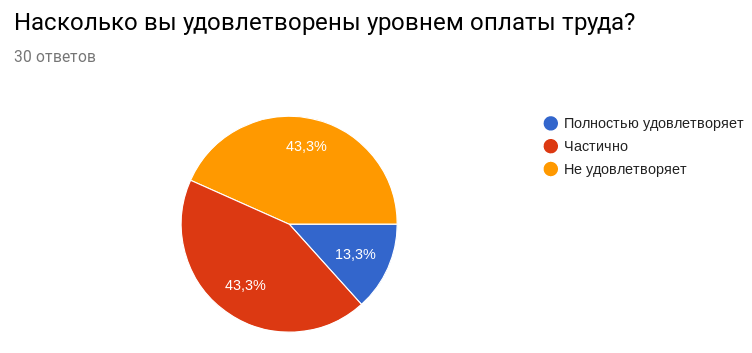 Насколько вы удовлетворены уровнем оплаты труда?
30 ответов
43,3%
13,3%
43,3%
Полностью удовлетворяет
Частично
Не удовлетворяет